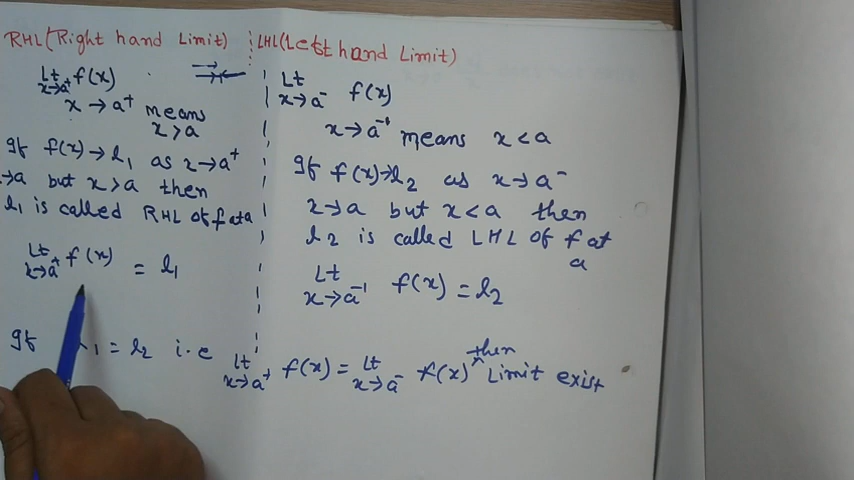 RHL(Right hand Limit)
Lt f(x)
x→a⁺
x → a⁺ means
x>a
If f(x)→l₁ as x→a⁺
x→a but x>a then
l₁ is called RHL of f at a
Lt f(x) = l₁
x→a⁺
LHL(Left hand Limit)
Lt f(x)
x→a⁻
x→a⁻ means x<a
If f(x)→l₂ as x→a⁻
x→a but x<a then
l₂ is called LHL of f at
a
Lt f(x) = l₂
x→a⁻
If l₁ = l₂ i.e Lt f(x) = Lt f(x) then Limit exist
x→a⁺ x→a⁻